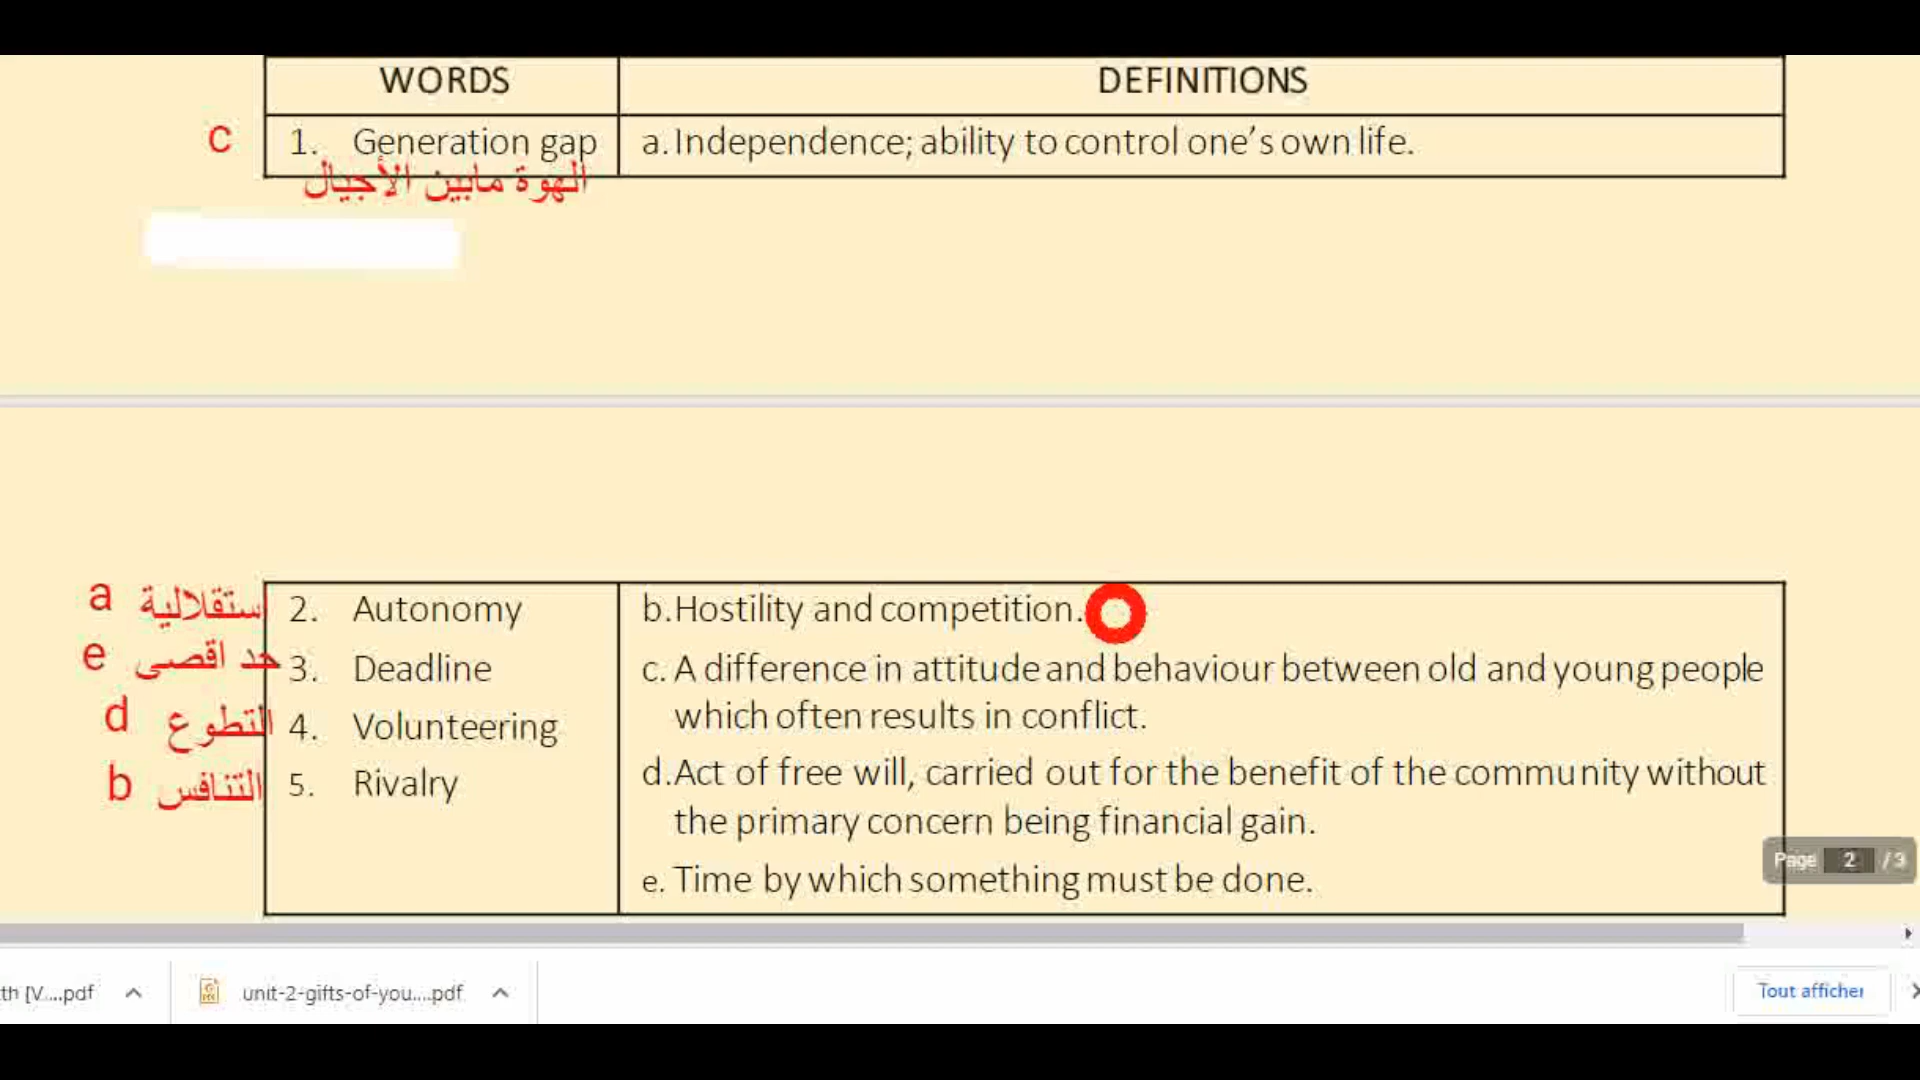 WORDS DEFINITIONS
c 1. Generation gap a. Independence; ability to control one's own life.
الهوة مابين الأجيال
a ستقلالية 2. Autonomy b. Hostility and competition.
e حد اقصى 3. Deadline c. A difference in attitude and behaviour between old and young people
which often results in conflict.
d التطوع 4. Volunteering
b التنافس 5. Rivalry d. Act of free will, carried out for the benefit of the community without
the primary concern being financial gain.
e. Time by which something must be done.
Page 2 / 3
th [V....pdf unit-2-gifts-of-you....pdf Tout afficher